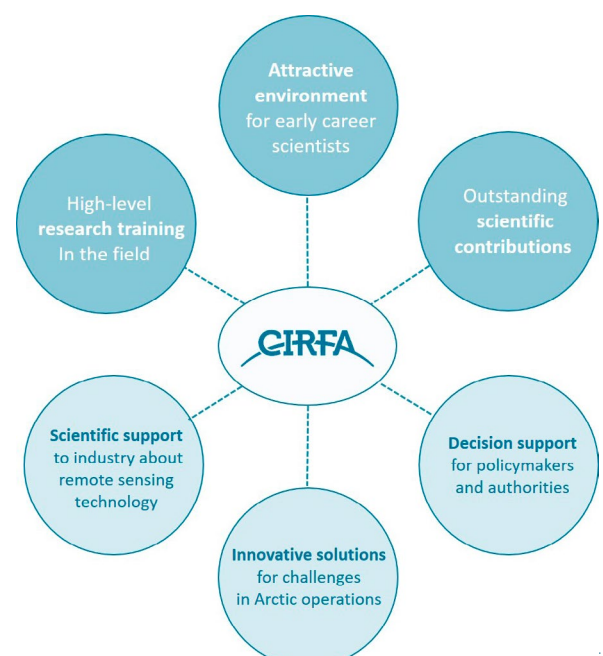 Attractive
environment
for early career
scientists
High-level
research training
In the field
Outstanding
scientific
contributions
CIRFA
Scientific support
to industry about
remote sensing
technology
Decision support
for policymakers
and authorities
Innovative solutions
for challenges
in Arctic operations